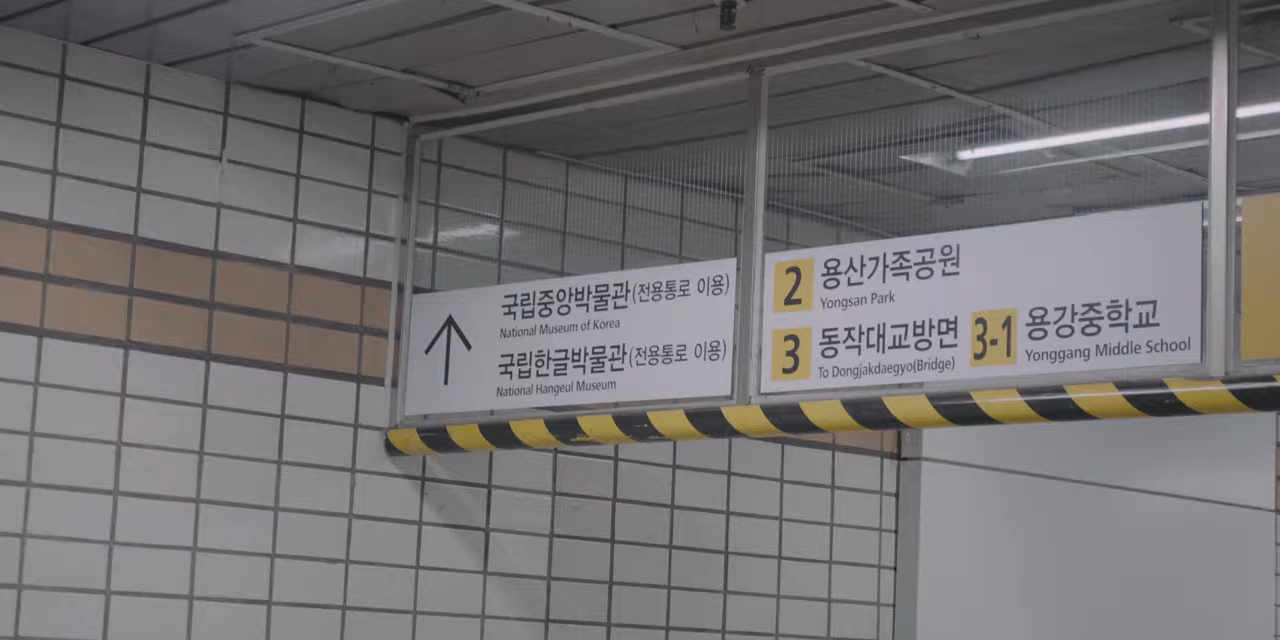 국립중앙박물관(전용통로 이용)
National Museum of Korea
국립한글박물관(전용통로 이용)
National Hangeul Museum
2 용산가족공원
Yongsan Park
3 동작대교방면
To Dongjakdaegyo(Bridge)
3-1 용강중학교
Yonggang Middle School